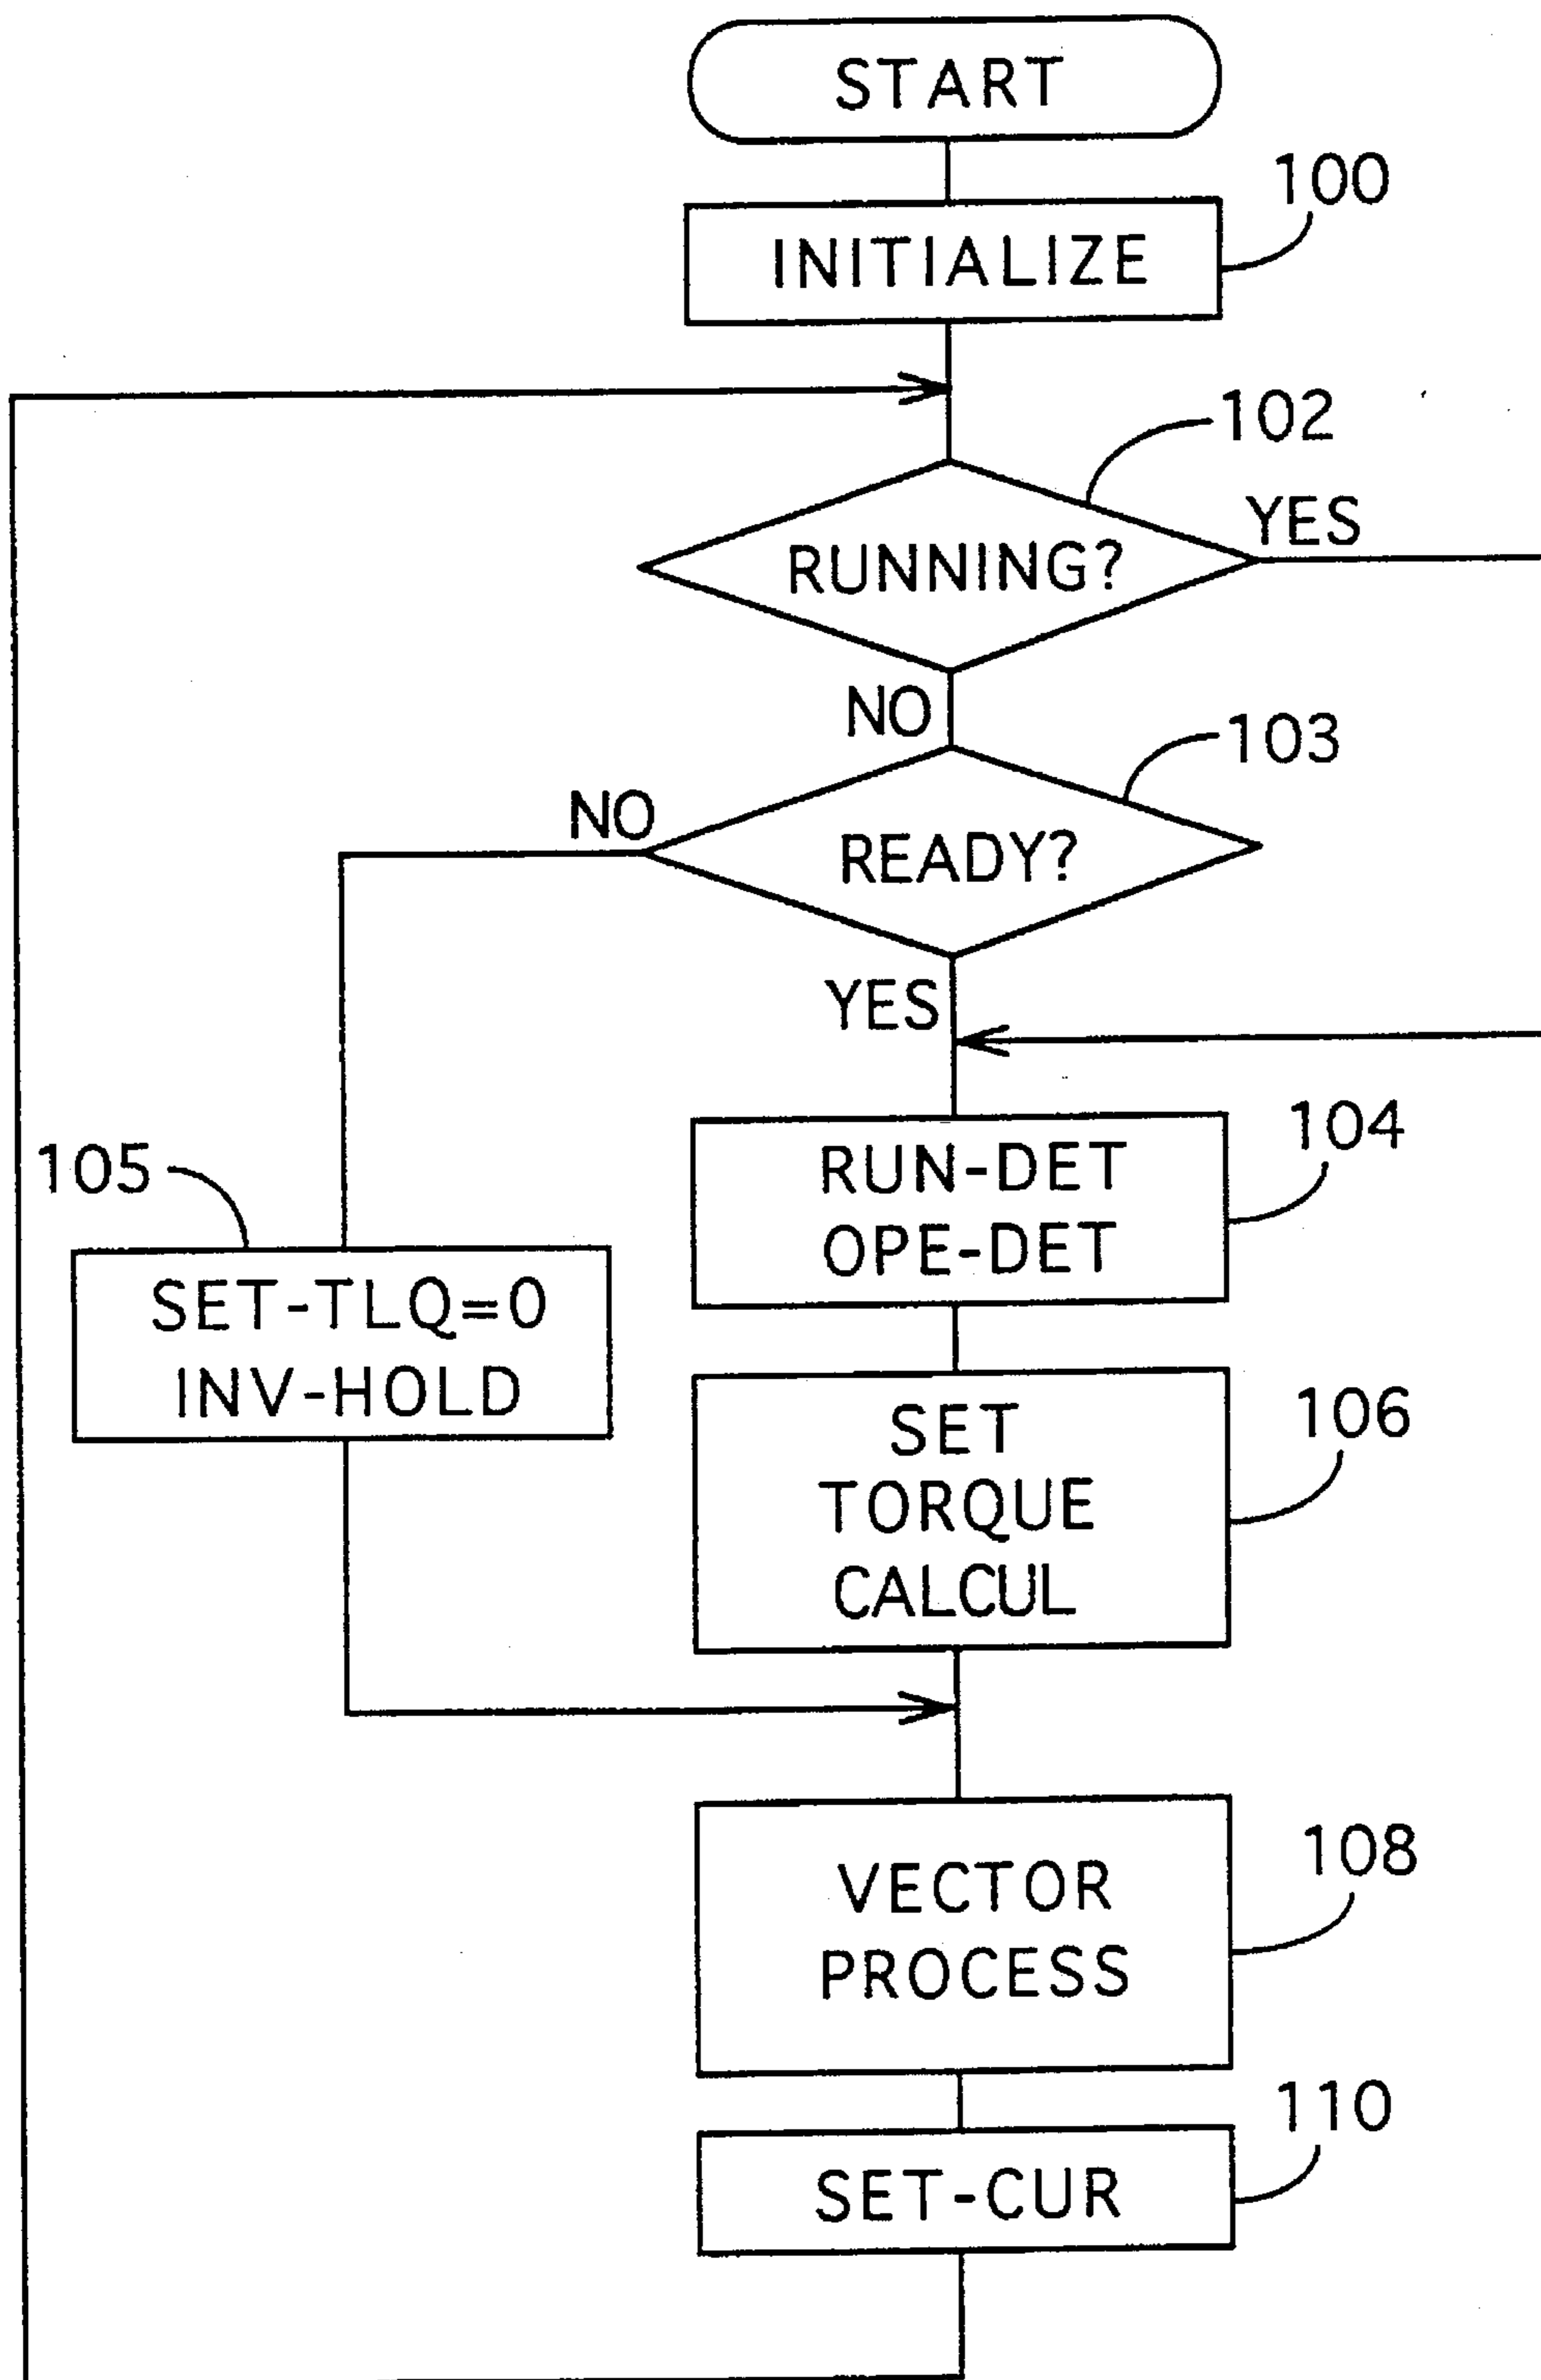 START
100
INITIALIZE
102
YES
RUNNING?
NO
103
NO
READY?
YES
104
RUN-DET
OPE-DET
105
SET-TLQ=0
INV-HOLD
106
SET
TORQUE
CALCUL
108
VECTOR
PROCESS
110
SET-CUR